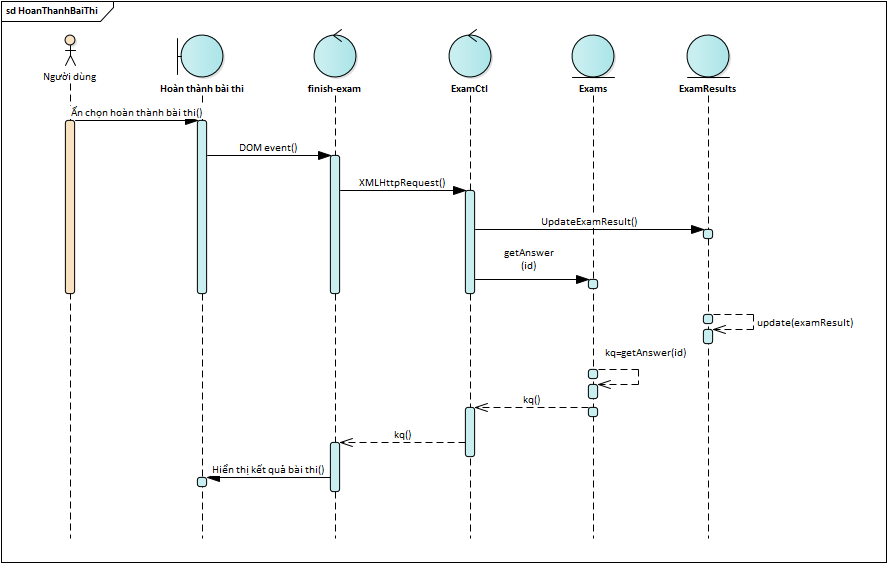 sd HoanThanhBaiThi
Người dùng
Hoàn thành bài thi
finish-exam
ExamCtl
Exams
ExamResults
Ấn chọn hoàn thành bài thi()
DOM event()
XMLHttpRequest()
UpdateExamResult()
getAnswer
(id)
update(examResult)
kq=getAnswer(id)
kq()
kq()
Hiển thị kết quả bài thi()